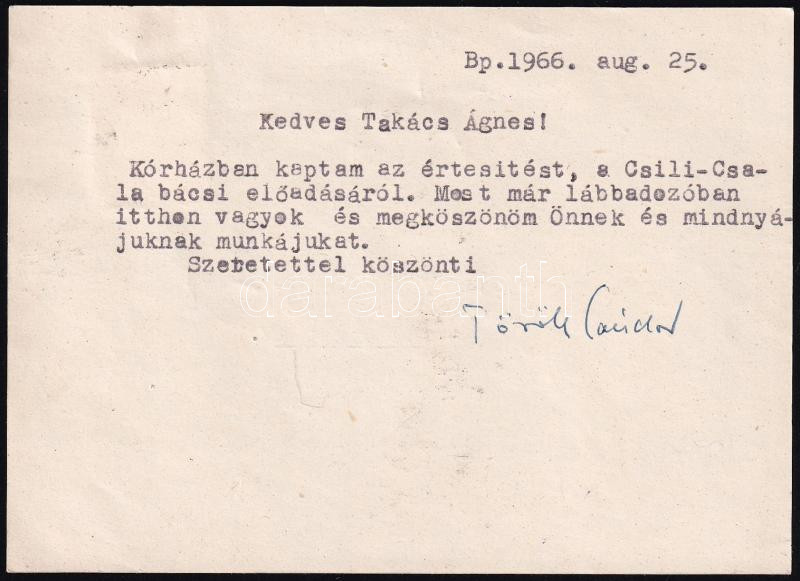 Bp.1966. aug. 25.
Kedves Takács Ágnes!
Kórházban kaptam az értesitést, a Csili-Csa-
la bácsi előadásáról. Most már lábbadozóban
itthon vagyok és megköszönöm Önnek és mindnyá-
juknak munkájukat.
Szeretettel köszönti
Török Sándor
darabanth